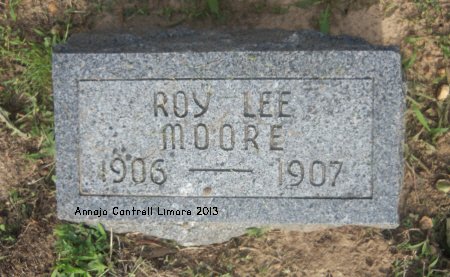 ROY LEE
MOORE
1906 — 1907
Annajo Cantrell Limore 2013